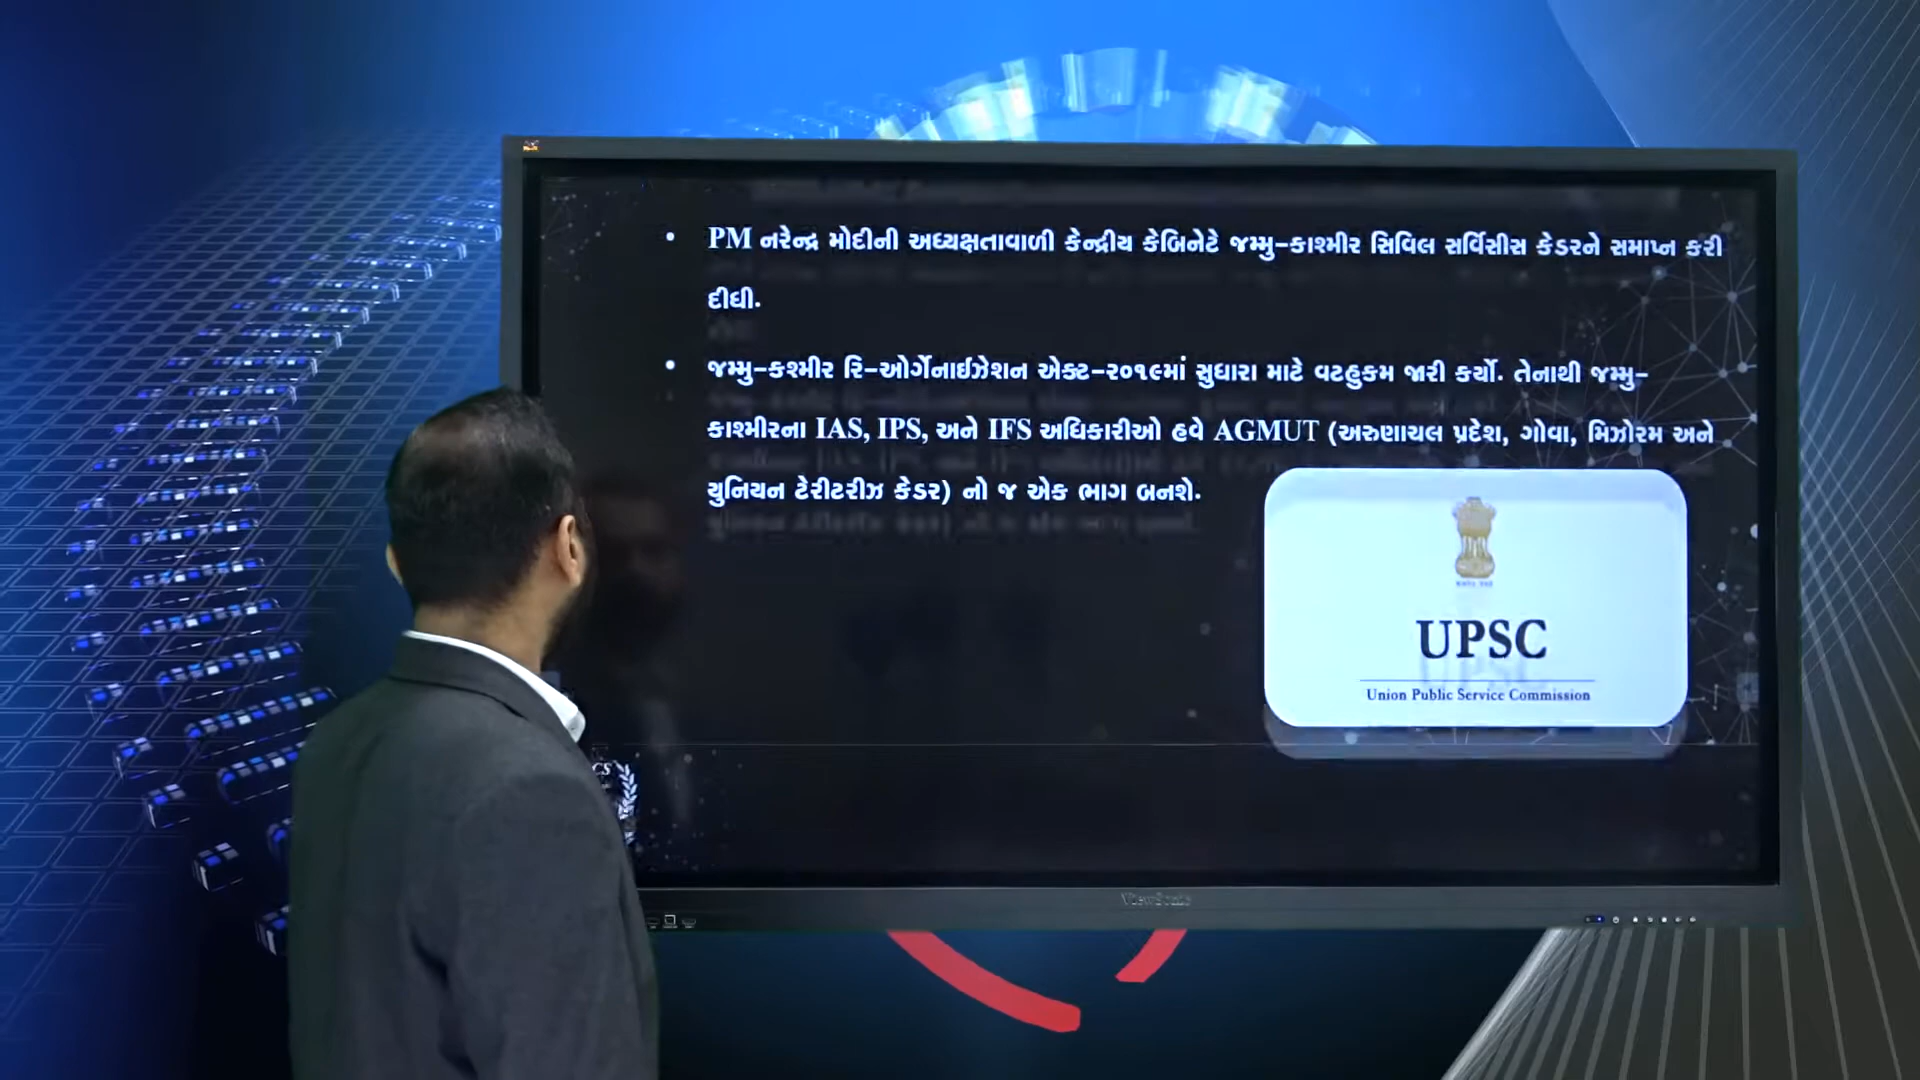 • PM નરેન્દ્ર મોદીની અધ્યક્ષતાવાળી કેન્દ્રીય કેબિનેટે જમ્મુ-કાશ્મીર સિવિલ સર્વિસીસ કેડરને સમાપ્ન કરી
દીધી.
• જમ્મુ-કશ્મીર રિ-ઓર્ગેનાઈઝેશન એક્ટ-૨૦૧૯માં સુધારા માટે વટહુકમ જારી કર્યો. તેનાથી જમ્મુ-
કાશ્મીરના IAS, IPS, અને IFS અધિકારીઓ હવે AGMUT (અરુણાચલ પ્રદેશ, ગોવા, મિઝોરમ અને
યુનિયન ટેરીટરીઝ કેડર) નો જ એક ભાગ બનશે.
UPSC
Union Public Service Commission
ViewSonic